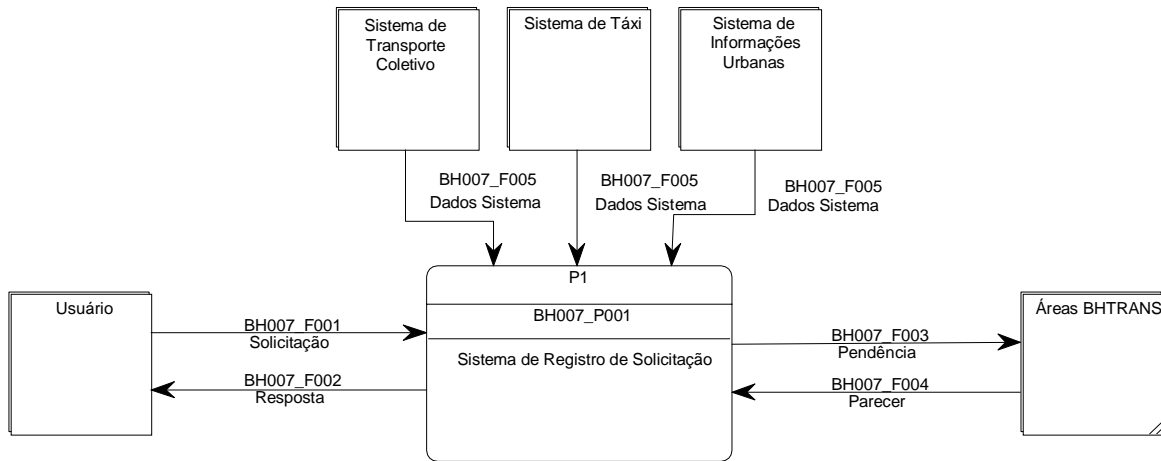 Sistema de
Transporte
Coletivo
Sistema de Táxi
Sistema de
Informações
Urbanas
BH007_F005
Dados Sistema
BH007_F005
Dados Sistema
BH007_F005
Dados Sistema
P1
BH007_P001
Sistema de Registro de Solicitação
Usuário
BH007_F001
Solicitação
BH007_F002
Resposta
BH007_F003
Pendência
BH007_F004
Parecer
Áreas BHTRANS